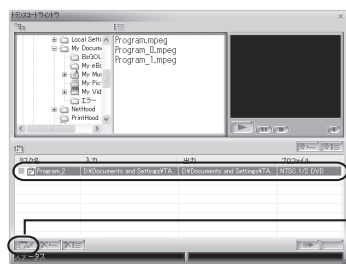 トランスコードウィンドウ
Local Setti
My Docum
BxGOL
My eBo
My Mu
My Pic
My Vid
エラー
NetHood
PrintHood
Program.mpeg
Program_0.mpeg
Program_1.mpeg
タスク名 入力 出力 プロファイル
Program_2 D:¥Documents and Settings¥TA.. D:¥Documents and Settings¥TA.. NTSC 1/2 DVD
ステータス